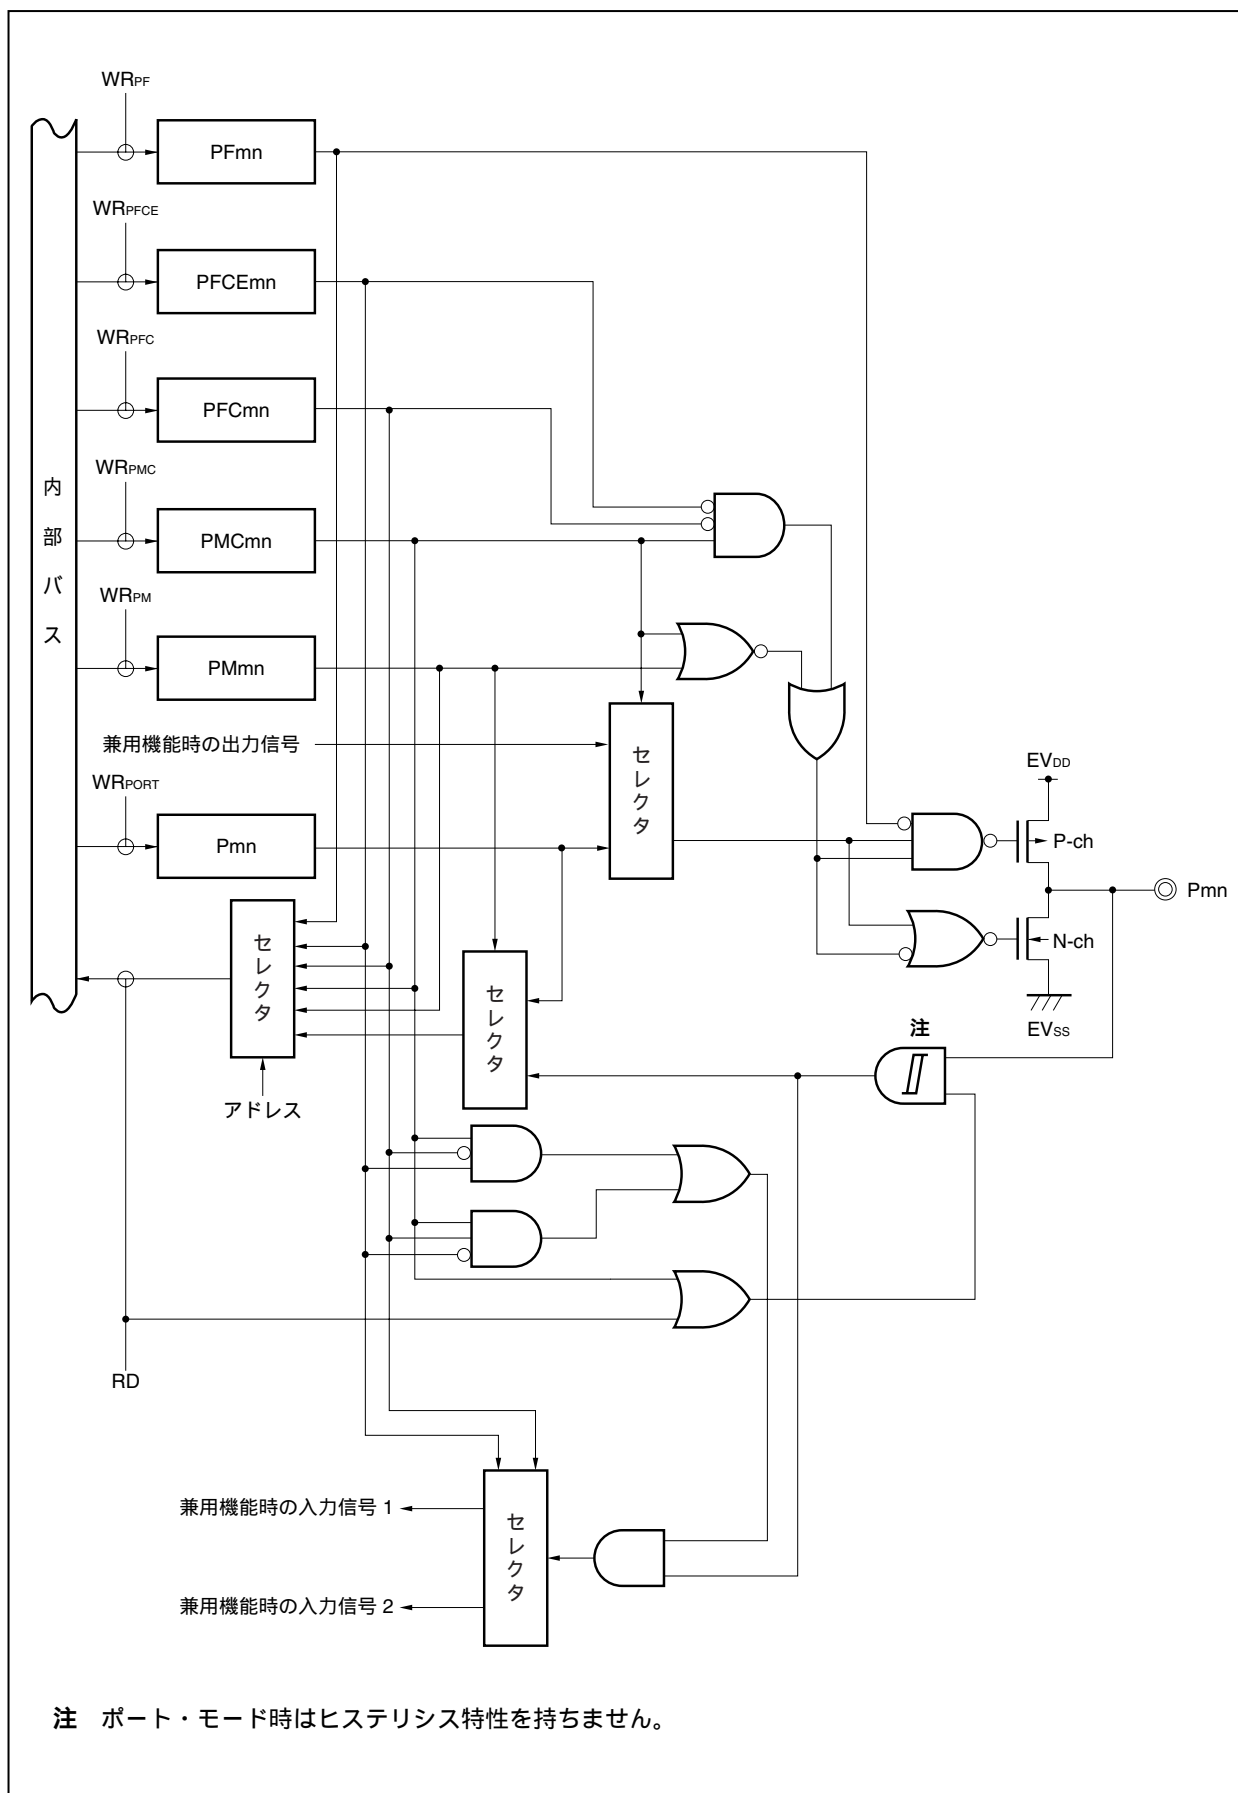 WRPF
PFmn
WRPFCE
PFCEmn
WRPFC
PFCmn
WRPMC
PMCmn
WRPM
PMmn
内部バス
兼用機能時の出力信号
セレクタ
WRPORT
Pmn
EVDD
P-ch
Pmn
N-ch
EVSS
セレクタ
セレクタ
注
アドレス
RD
兼用機能時の入力信号 1
セレクタ
兼用機能時の入力信号 2
注 ポート・モード時はヒステリシス特性を持ちません。